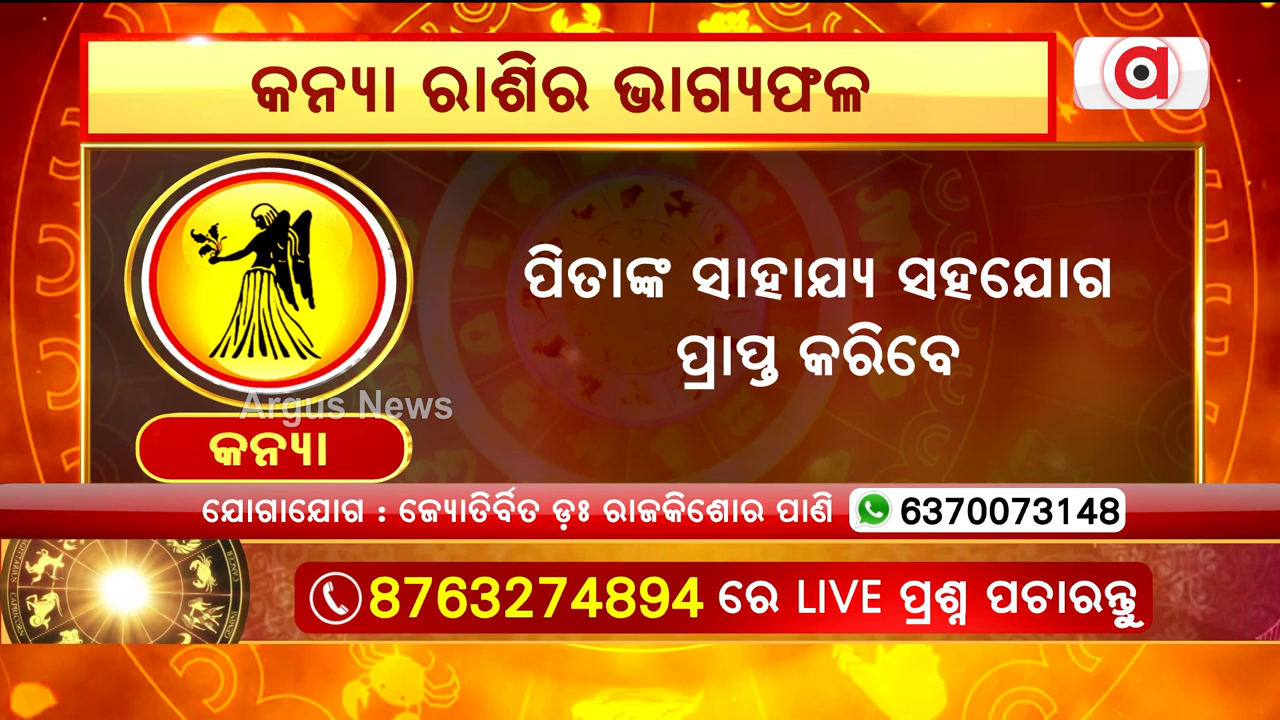 କନ୍ୟା ରାଶିର ଭାଗ୍ୟଫଳ
a
ପିତାଙ୍କ ସାହାଯ୍ୟ ସହଯୋଗ
ପ୍ରାପ୍ତ କରିବେ
Argus News
କନ୍ୟା
ଯୋଗାଯୋଗ : ଜ୍ୟୋତିର୍ବିତ ଡ଼ଃ ରାଜକିଶୋର ପାଣି 6370073148
8763274894 ରେ LIVE ପ୍ରଶ୍ନ ପଚାରନ୍ତୁ